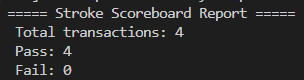 ===== Stroke Scoreboard Report =====
Total transactions: 4
Pass: 4
Fail: 0